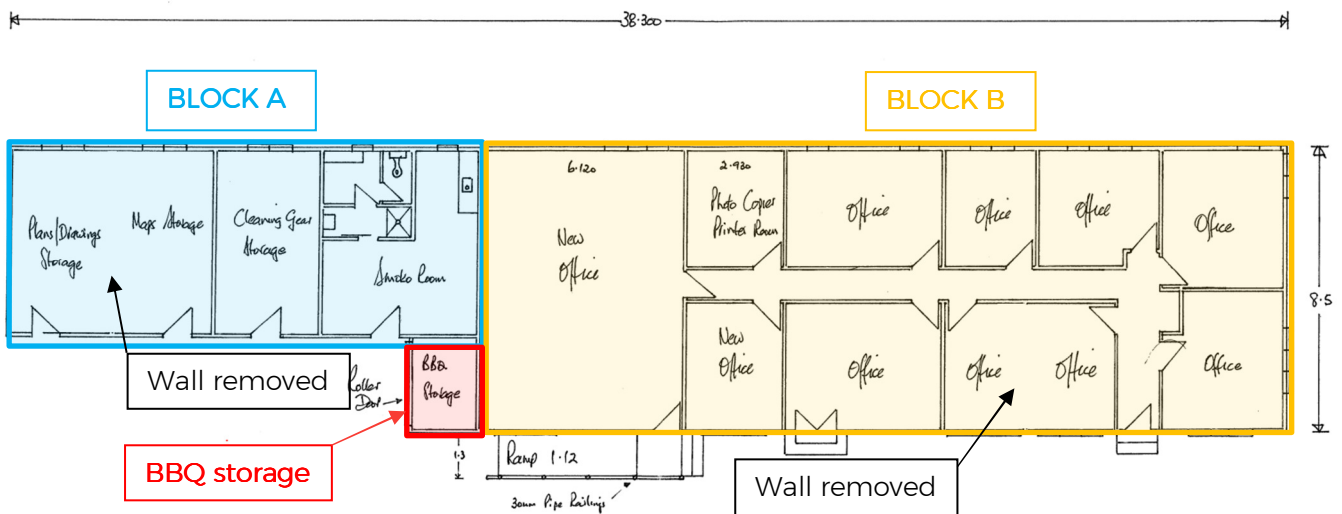 38.300
BLOCK A
BLOCK B
6.120
2.930
Plans/Drawings
Storage
Maps Storage
Cleaning Gear
Storage
Smoko Room
New
Office
Photo Copier
Printer Room
Office
Office
Office
Office
8.5
Wall removed
Roller
Door
BBQ
Storage
New
Office
Office
Office
Office
Office
BBQ storage
1.3
Ramp 1.12
30mm Pipe Railings
Wall removed